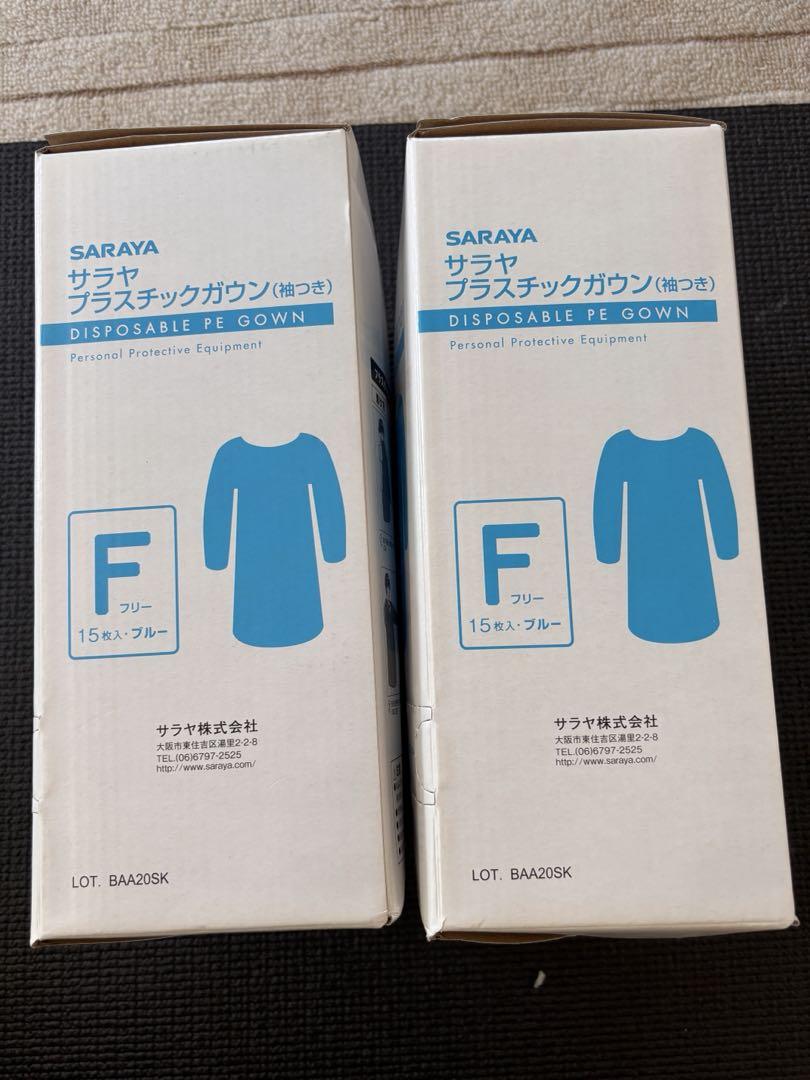 SARAYA
サラヤ
プラスチックガウン(袖つき)
DISPOSABLE PE GOWN
Personal Protective Equipment
F
フリー
15枚入・ブルー
サラヤ株式会社
大阪市東住吉区湯里2-2-8
TEL.(06)6797-2525
http://www.saraya.com/
LOT. BAA20SK
SARAYA
サラヤ
プラスチックガウン(袖つき)
DISPOSABLE PE GOWN
Personal Protective Equipment
F
フリー
15枚入・ブルー
サラヤ株式会社
大阪市東住吉区湯里2-2-8
TEL.(06)6797-2525
http://www.saraya.com/
LOT. BAA20SK